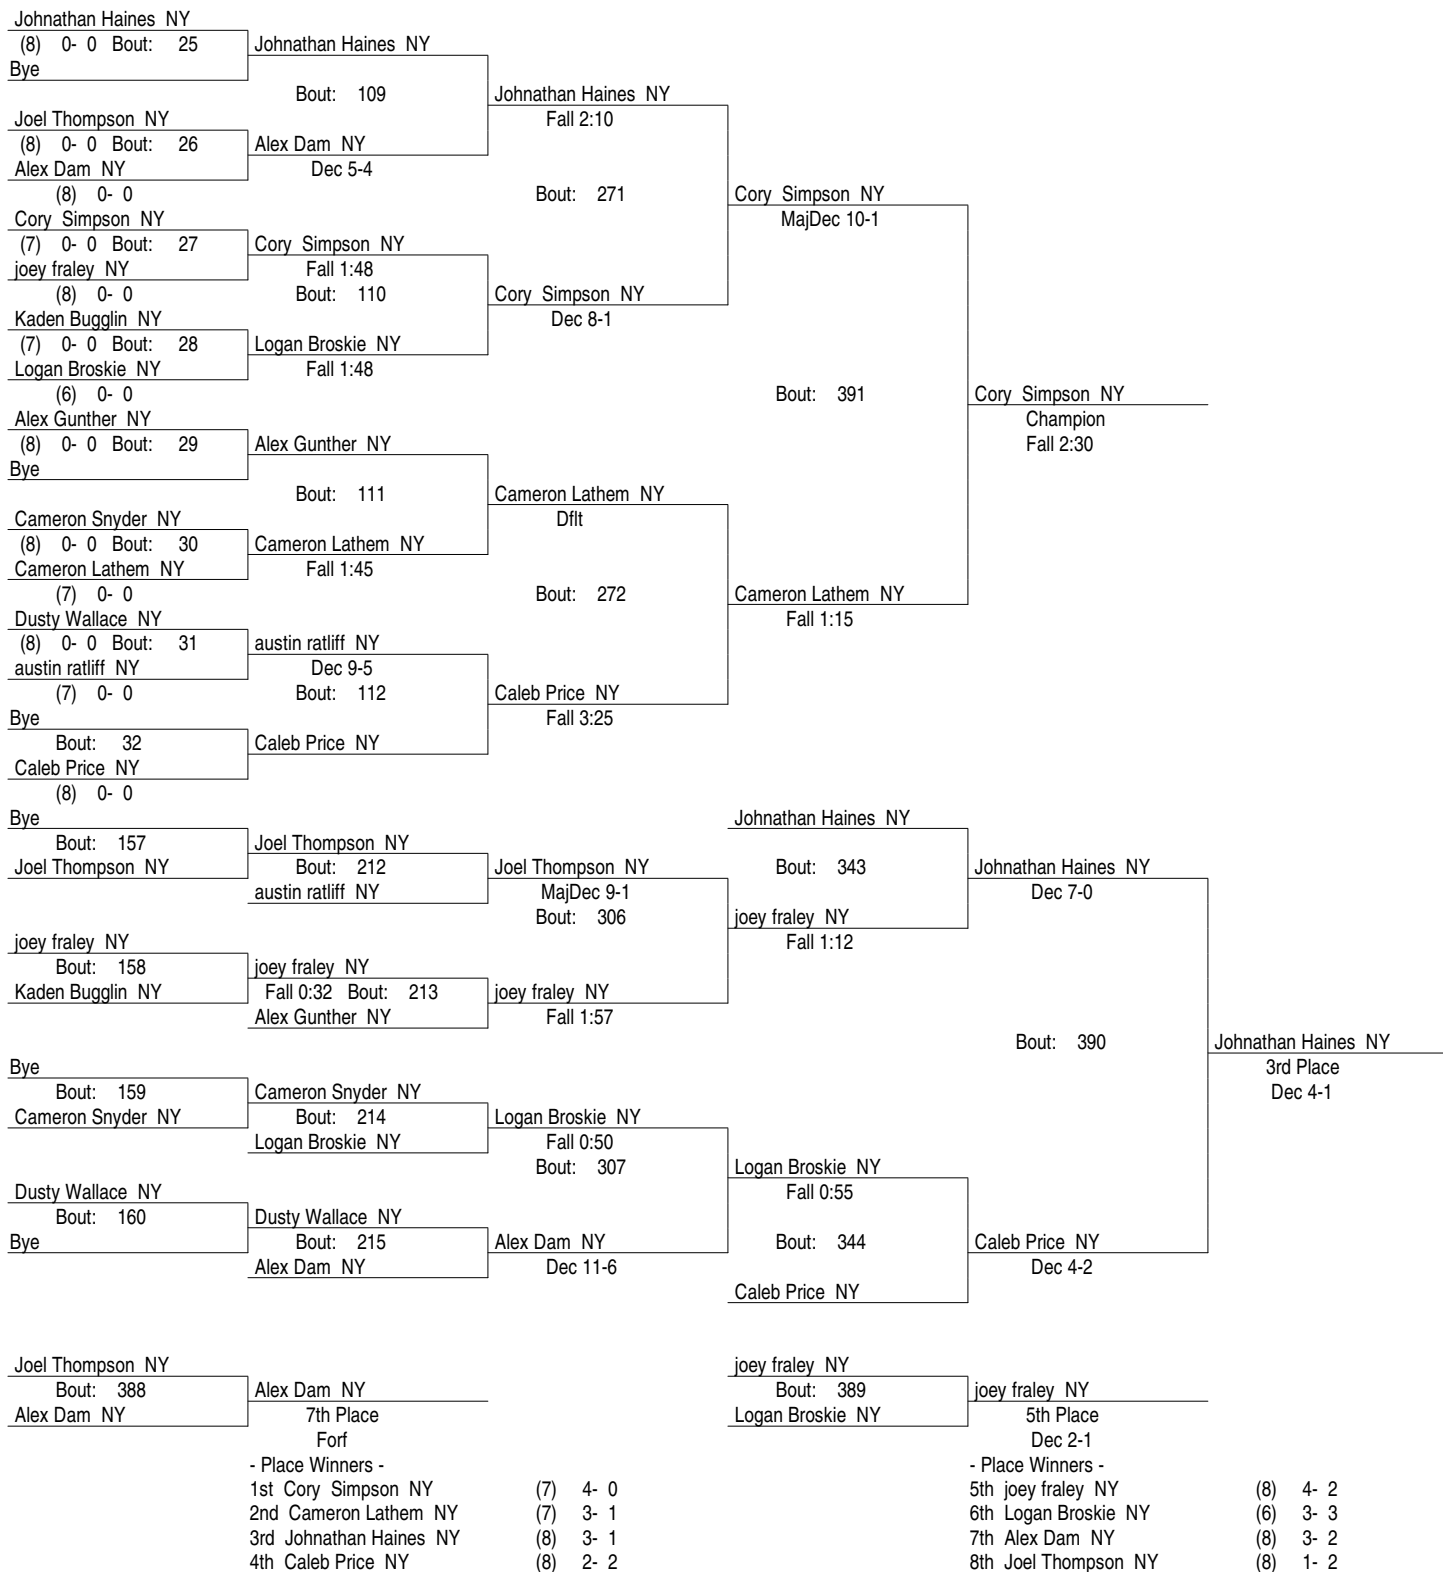 Johnathan Haines NY
(8) 0- 0 Bout: 25 Johnathan Haines NY
Bye
Bout: 109 Johnathan Haines NY
Joel Thompson NY Fall 2:10
(8) 0- 0 Bout: 26 Alex Dam NY
Alex Dam NY Dec 5-4
(8) 0- 0 Bout: 271 Cory Simpson NY
Cory Simpson NY MajDec 10-1
(7) 0- 0 Bout: 27 Cory Simpson NY
joey fraley NY Fall 1:48
(8) 0- 0 Bout: 110 Cory Simpson NY
Kaden Bugglin NY Dec 8-1
(7) 0- 0 Bout: 28 Logan Broskie NY
Logan Broskie NY Fall 1:48
(6) 0- 0 Bout: 391 Cory Simpson NY
Alex Gunther NY Champion
(8) 0- 0 Bout: 29 Alex Gunther NY Fall 2:30
Bye
Bout: 111 Cameron Lathem NY
Cameron Snyder NY Dflt
(8) 0- 0 Bout: 30 Cameron Lathem NY
Cameron Lathem NY Fall 1:45
(7) 0- 0 Bout: 272 Cameron Lathem NY
Dusty Wallace NY Fall 1:15
(8) 0- 0 Bout: 31 austin ratliff NY
austin ratliff NY Dec 9-5
(7) 0- 0 Bout: 112 Caleb Price NY
Bye Fall 3:25
Bout: 32 Caleb Price NY
Caleb Price NY
(8) 0- 0
Bye Johnathan Haines NY
Bout: 157 Joel Thompson NY
Joel Thompson NY Bout: 212 Joel Thompson NY Bout: 343 Johnathan Haines NY
austin ratliff NY MajDec 9-1 Dec 7-0
Bout: 306 joey fraley NY
joey fraley NY Fall 1:12
Bout: 158 joey fraley NY
Kaden Bugglin NY Fall 0:32 Bout: 213 joey fraley NY
Alex Gunther NY Fall 1:57
Bout: 390 Johnathan Haines NY
Bye 3rd Place
Bout: 159 Cameron Snyder NY Dec 4-1
Cameron Snyder NY Bout: 214 Logan Broskie NY
Logan Broskie NY Fall 0:50
Bout: 307 Logan Broskie NY
Dusty Wallace NY Fall 0:55
Bout: 160 Dusty Wallace NY
Bye Bout: 215 Alex Dam NY Bout: 344 Caleb Price NY
Alex Dam NY Dec 11-6 Dec 4-2
Caleb Price NY
Joel Thompson NY joey fraley NY
Bout: 388 Alex Dam NY Bout: 389 joey fraley NY
Alex Dam NY 7th Place Logan Broskie NY 5th Place
Forf Dec 2-1
- Place Winners - - Place Winners -
1st Cory Simpson NY (7) 4- 0 5th joey fraley NY (8) 4- 2
2nd Cameron Lathem NY (7) 3- 1 6th Logan Broskie NY (6) 3- 3
3rd Johnathan Haines NY (8) 3- 1 7th Alex Dam NY (8) 3- 2
4th Caleb Price NY (8) 2- 2 8th Joel Thompson NY (8) 1- 2